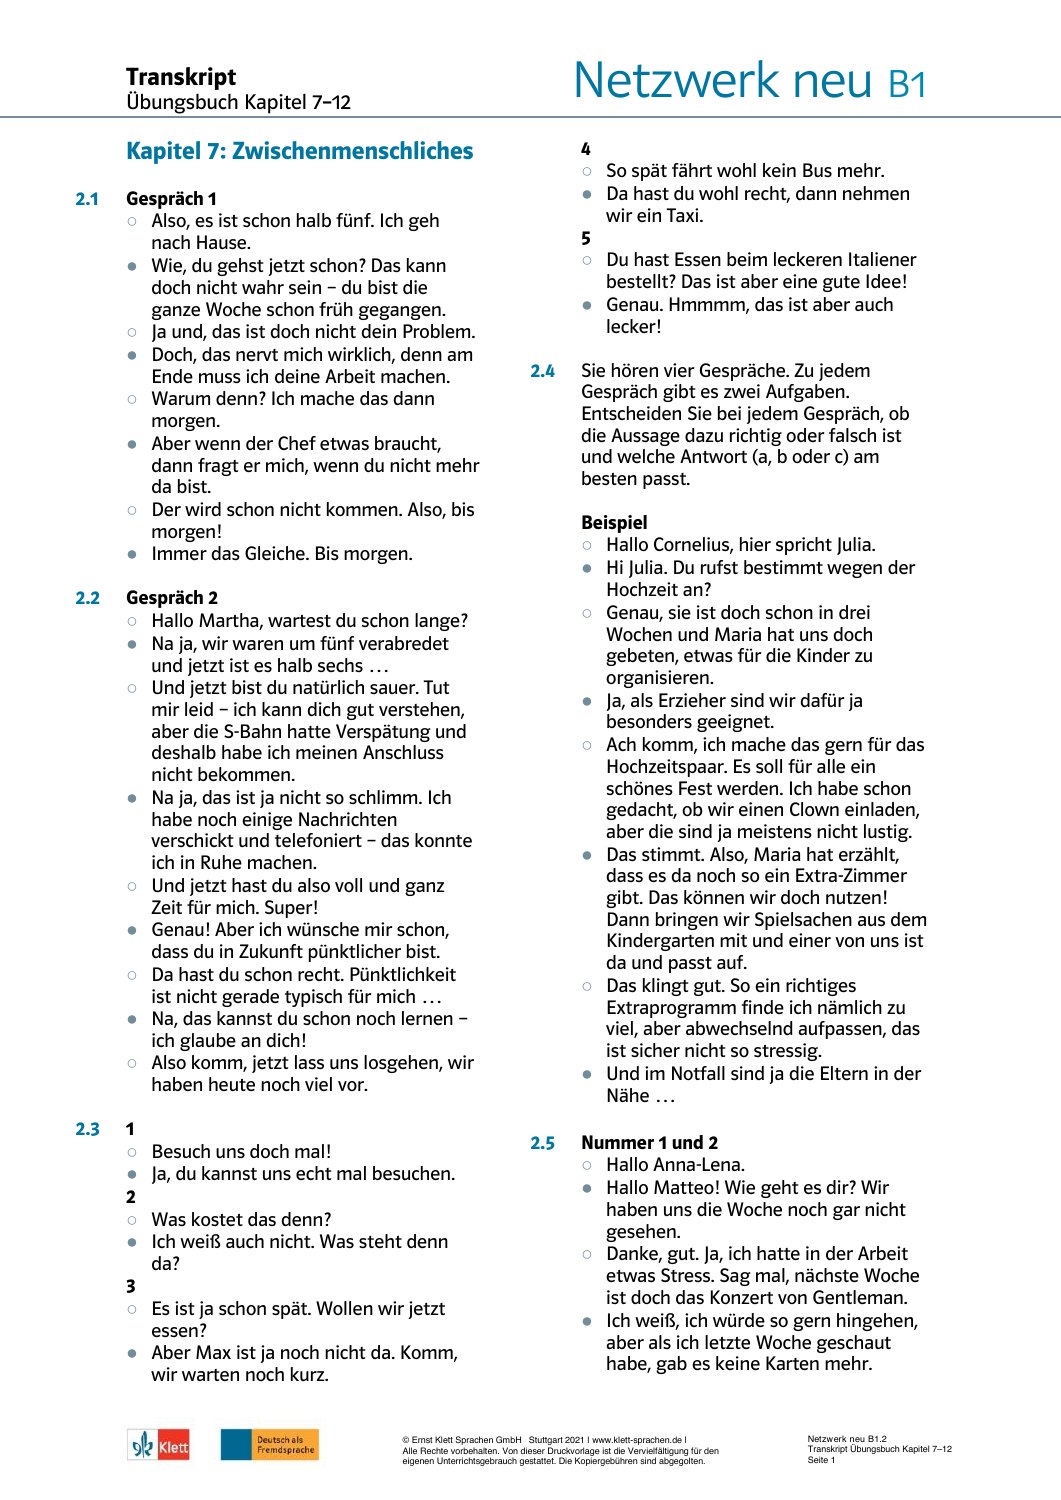 Transkript
Übungsbuch Kapitel 7–12
Netzwerk neu B1
Kapitel 7: Zwischenmenschliches
2.1 Gespräch 1
○ Also, es ist schon halb fünf. Ich geh
nach Hause.
● Wie, du gehst jetzt schon? Das kann
doch nicht wahr sein – du bist die
ganze Woche schon früh gegangen.
○ Ja und, das ist doch nicht dein Problem.
● Doch, das nervt mich wirklich, denn am
Ende muss ich deine Arbeit machen.
○ Warum denn? Ich mache das dann
morgen.
● Aber wenn der Chef etwas braucht,
dann fragt er mich, wenn du nicht mehr
da bist.
○ Der wird schon nicht kommen. Also, bis
morgen!
● Immer das Gleiche. Bis morgen.
2.2 Gespräch 2
○ Hallo Martha, wartest du schon lange?
● Na ja, wir waren um fünf verabredet
und jetzt ist es halb sechs …
○ Und jetzt bist du natürlich sauer. Tut
mir leid – ich kann dich gut verstehen,
aber die S-Bahn hatte Verspätung und
deshalb habe ich meinen Anschluss
nicht bekommen.
● Na ja, das ist ja nicht so schlimm. Ich
habe noch einige Nachrichten
verschickt und telefoniert – das konnte
ich in Ruhe machen.
○ Und jetzt hast du also voll und ganz
Zeit für mich. Super!
● Genau! Aber ich wünsche mir schon,
dass du in Zukunft pünktlicher bist.
○ Da hast du schon recht. Pünktlichkeit
ist nicht gerade typisch für mich …
● Na, das kannst du schon noch lernen –
ich glaube an dich!
○ Also komm, jetzt lass uns losgehen, wir
haben heute noch viel vor.
2.3 1
○ Besuch uns doch mal!
● Ja, du kannst uns echt mal besuchen.
2
○ Was kostet das denn?
● Ich weiß auch nicht. Was steht denn
da?
3
○ Es ist ja schon spät. Wollen wir jetzt
essen?
● Aber Max ist ja noch nicht da. Komm,
wir warten noch kurz.
4
○ So spät fährt wohl kein Bus mehr.
● Da hast du wohl recht, dann nehmen
wir ein Taxi.
5
○ Du hast Essen beim leckeren Italiener
bestellt? Das ist aber eine gute Idee!
● Genau. Hmmmm, das ist aber auch
lecker!
2.4 Sie hören vier Gespräche. Zu jedem
Gespräch gibt es zwei Aufgaben.
Entscheiden Sie bei jedem Gespräch, ob
die Aussage dazu richtig oder falsch ist
und welche Antwort (a, b oder c) am
besten passt.
Beispiel
○ Hallo Cornelius, hier spricht Julia.
● Hi Julia. Du rufst bestimmt wegen der
Hochzeit an?
○ Genau, sie ist doch schon in drei
Wochen und Maria hat uns doch
gebeten, etwas für die Kinder zu
organisieren.
● Ja, als Erzieher sind wir dafür ja
besonders geeignet.
○ Ach komm, ich mache das gern für das
Hochzeitspaar. Es soll für alle ein
schönes Fest werden. Ich habe schon
gedacht, ob wir einen Clown einladen,
aber die sind ja meistens nicht lustig.
● Das stimmt. Also, Maria hat erzählt,
dass es da noch so ein Extra-Zimmer
gibt. Das können wir doch nutzen!
Dann bringen wir Spielsachen aus dem
Kindergarten mit und einer von uns ist
da und passt auf.
○ Das klingt gut. So ein richtiges
Extraprogramm finde ich nämlich zu
viel, aber abwechselnd aufpassen, das
ist sicher nicht so stressig.
● Und im Notfall sind ja die Eltern in der
Nähe …
2.5 Nummer 1 und 2
○ Hallo Anna-Lena.
● Hallo Matteo! Wie geht es dir? Wir
haben uns die Woche noch gar nicht
gesehen.
○ Danke, gut. Ja, ich hatte in der Arbeit
etwas Stress. Sag mal, nächste Woche
ist doch das Konzert von Gentleman.
● Ich weiß, ich würde so gern hingehen,
aber als ich letzte Woche geschaut
habe, gab es keine Karten mehr.
Klett
Deutsch als
Fremdsprache
© Ernst Klett Sprachen GmbH Stuttgart 2021 | www.klett-sprachen.de |
Alle Rechte vorbehalten. Von dieser Druckvorlage ist die Vervielfältigung für den
eigenen Unterrichtsgebrauch gestattet. Die Kopiergebühren sind abgegolten.
Netzwerk neu B1.2
Transkript Übungsbuch Kapitel 7–12
Seite 1